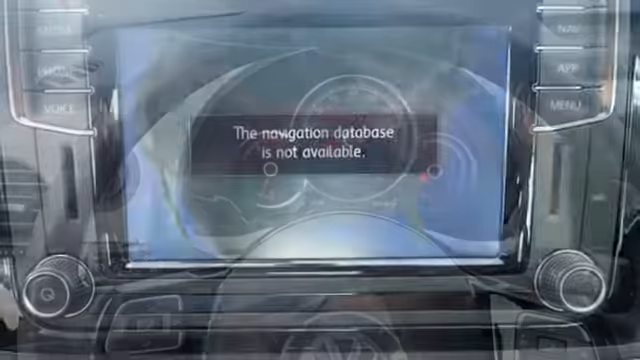 VOICE
NAV
APP
MENU
The navigation database
is not available.